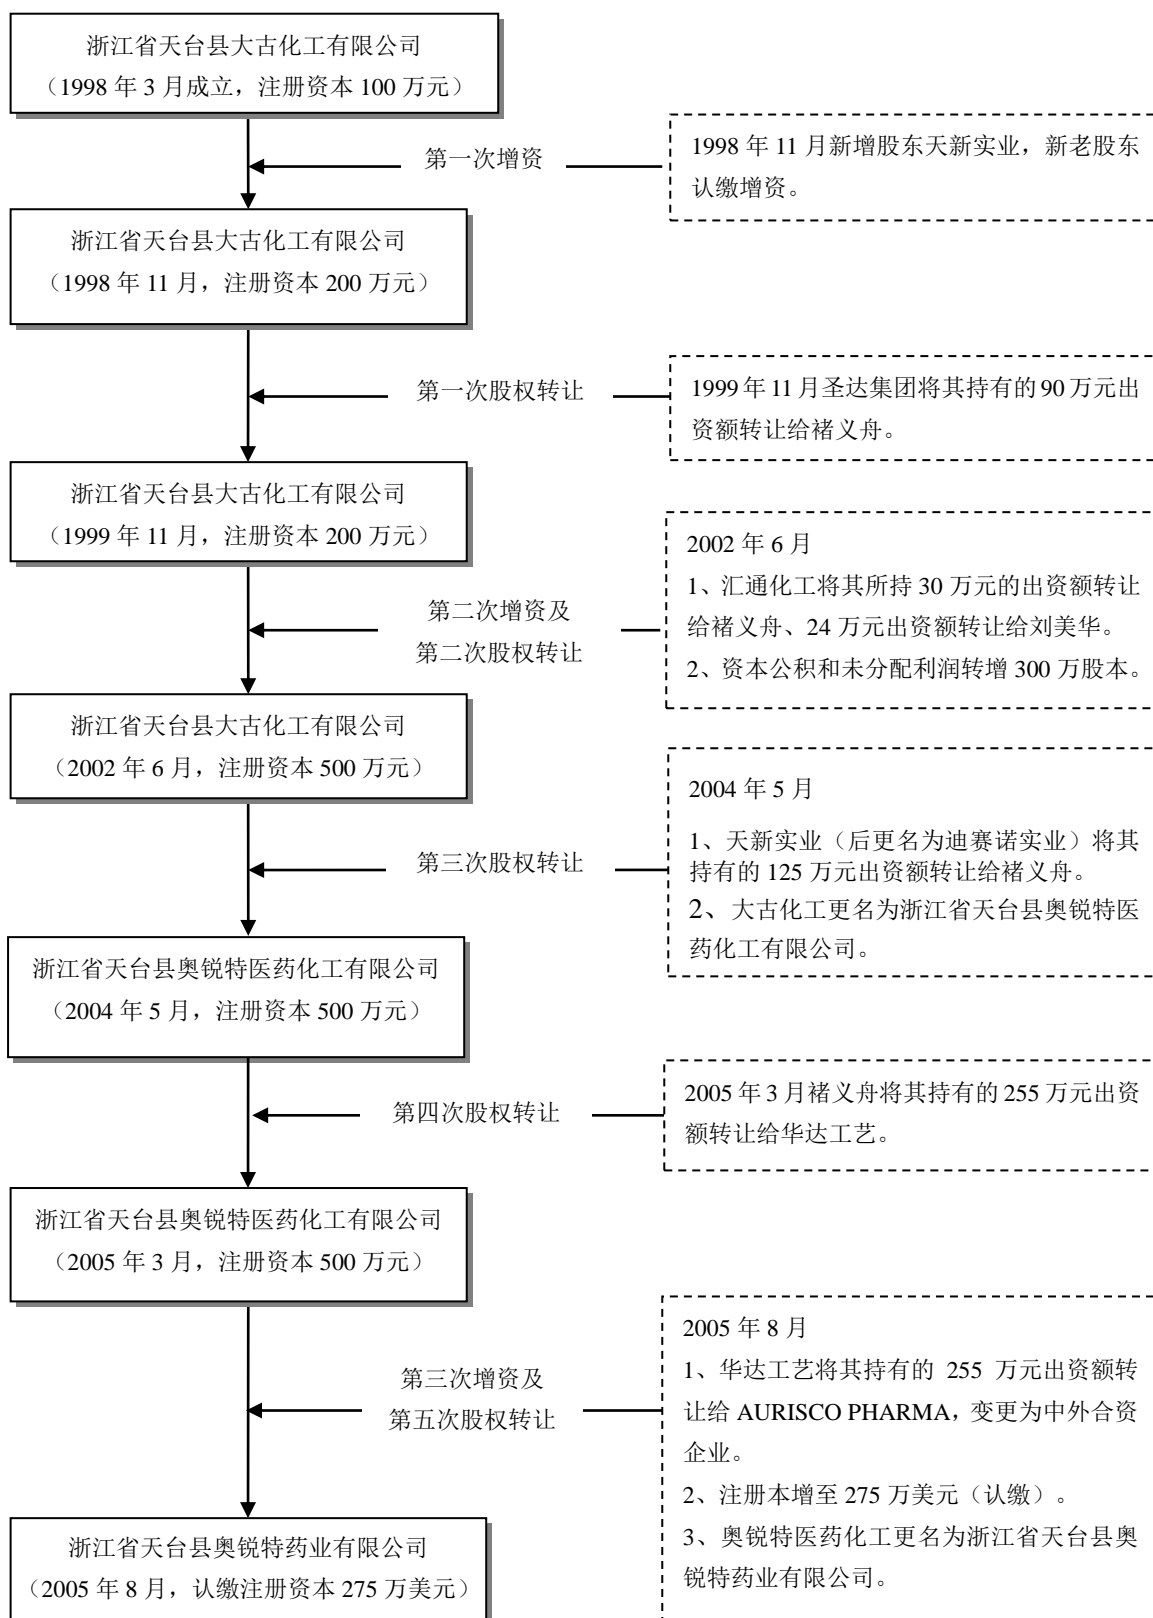 浙江省天台县大古化工有限公司
（1998 年 3 月成立，注册资本 100 万元）
第一次增资
1998 年 11 月新增股东天新实业，新老股东
认缴增资。
浙江省天台县大古化工有限公司
（1998 年 11 月，注册资本 200 万元）
第一次股权转让
1999 年 11 月圣达集团将其持有的 90 万元出
资额转让给褚义舟。
浙江省天台县大古化工有限公司
（1999 年 11 月，注册资本 200 万元）
第二次增资及
第二次股权转让
2002 年 6 月
1、汇通化工将其所持 30 万元的出资额转让
给褚义舟、24 万元出资额转让给刘美华。
2、资本公积和未分配利润转增 300 万股本。
浙江省天台县大古化工有限公司
（2002 年 6 月，注册资本 500 万元）
第三次股权转让
2004 年 5 月
1、天新实业（后更名为迪赛诺实业）将其
持有的 125 万元出资额转让给褚义舟。
2、大古化工更名为浙江省天台县奥锐特医
药化工有限公司。
浙江省天台县奥锐特医药化工有限公司
（2004 年 5 月，注册资本 500 万元）
第四次股权转让
2005 年 3 月褚义舟将其持有的 255 万元出资
额转让给华达工艺。
浙江省天台县奥锐特医药化工有限公司
（2005 年 3 月，注册资本 500 万元）
第三次增资及
第五次股权转让
2005 年 8 月
1、华达工艺将其持有的 255 万元出资额转
让给 AURISCO PHARMA，变更为中外合资
企业。
2、注册本增至 275 万美元（认缴）。
3、奥锐特医药化工更名为浙江省天台县奥
锐特药业有限公司。
浙江省天台县奥锐特药业有限公司
（2005 年 8 月，认缴注册资本 275 万美元）